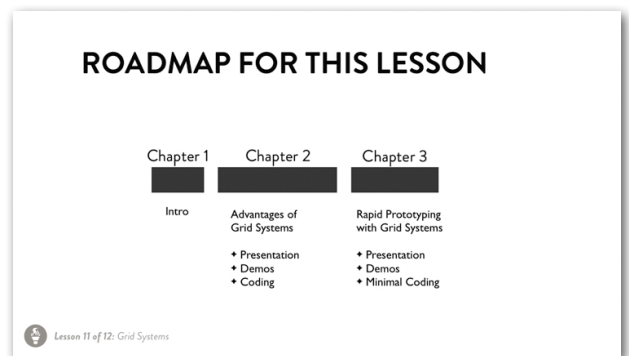 ROADMAP FOR THIS LESSON
Chapter 1
Chapter 2
Chapter 3
Intro
Advantages of
Grid Systems
✦ Presentation
✦ Demos
✦ Coding
Rapid Prototyping
with Grid Systems
✦ Presentation
✦ Demos
✦ Minimal Coding
Lesson 11 of 12: Grid Systems